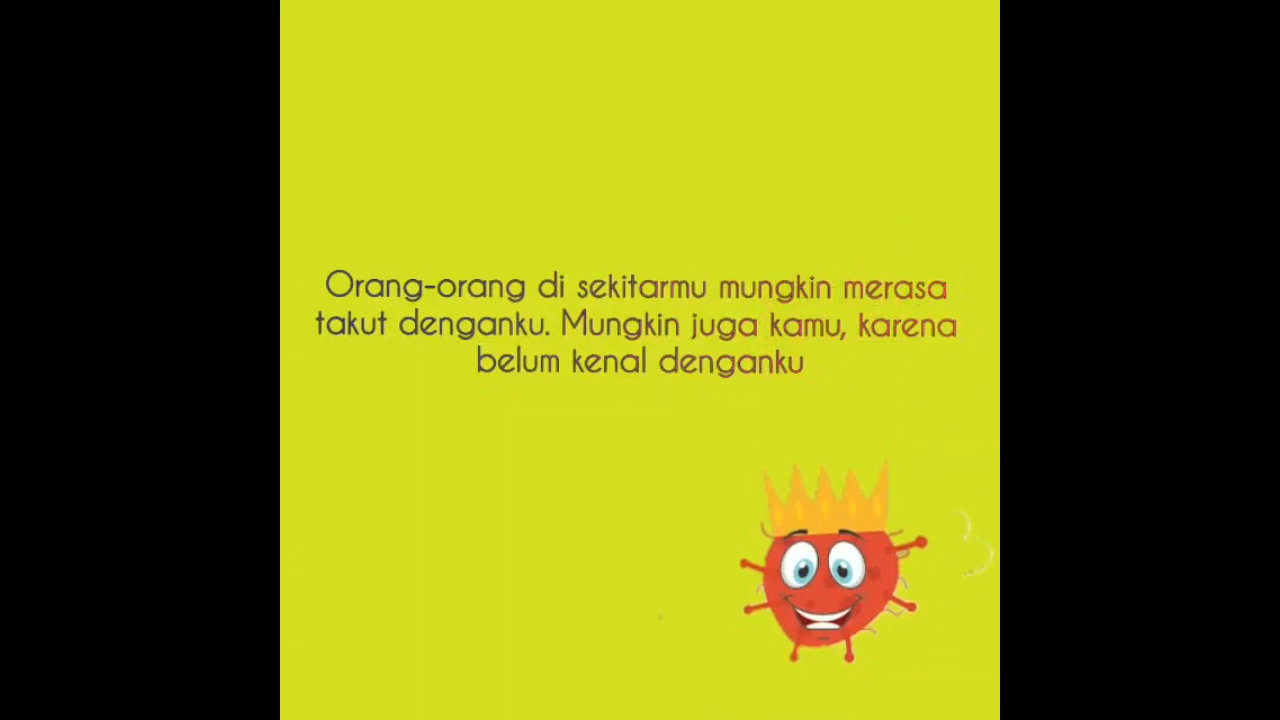 Orang-orang di sekitarmu mungkin merasa
takut denganku. Mungkin juga kamu, karena
belum kenal denganku